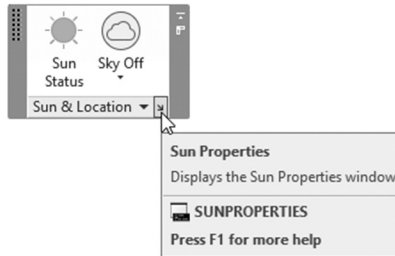 Sun Status
Sky Off
Sun & Location
Sun Properties
Displays the Sun Properties window
SUNPROPERTIES
Press F1 for more help